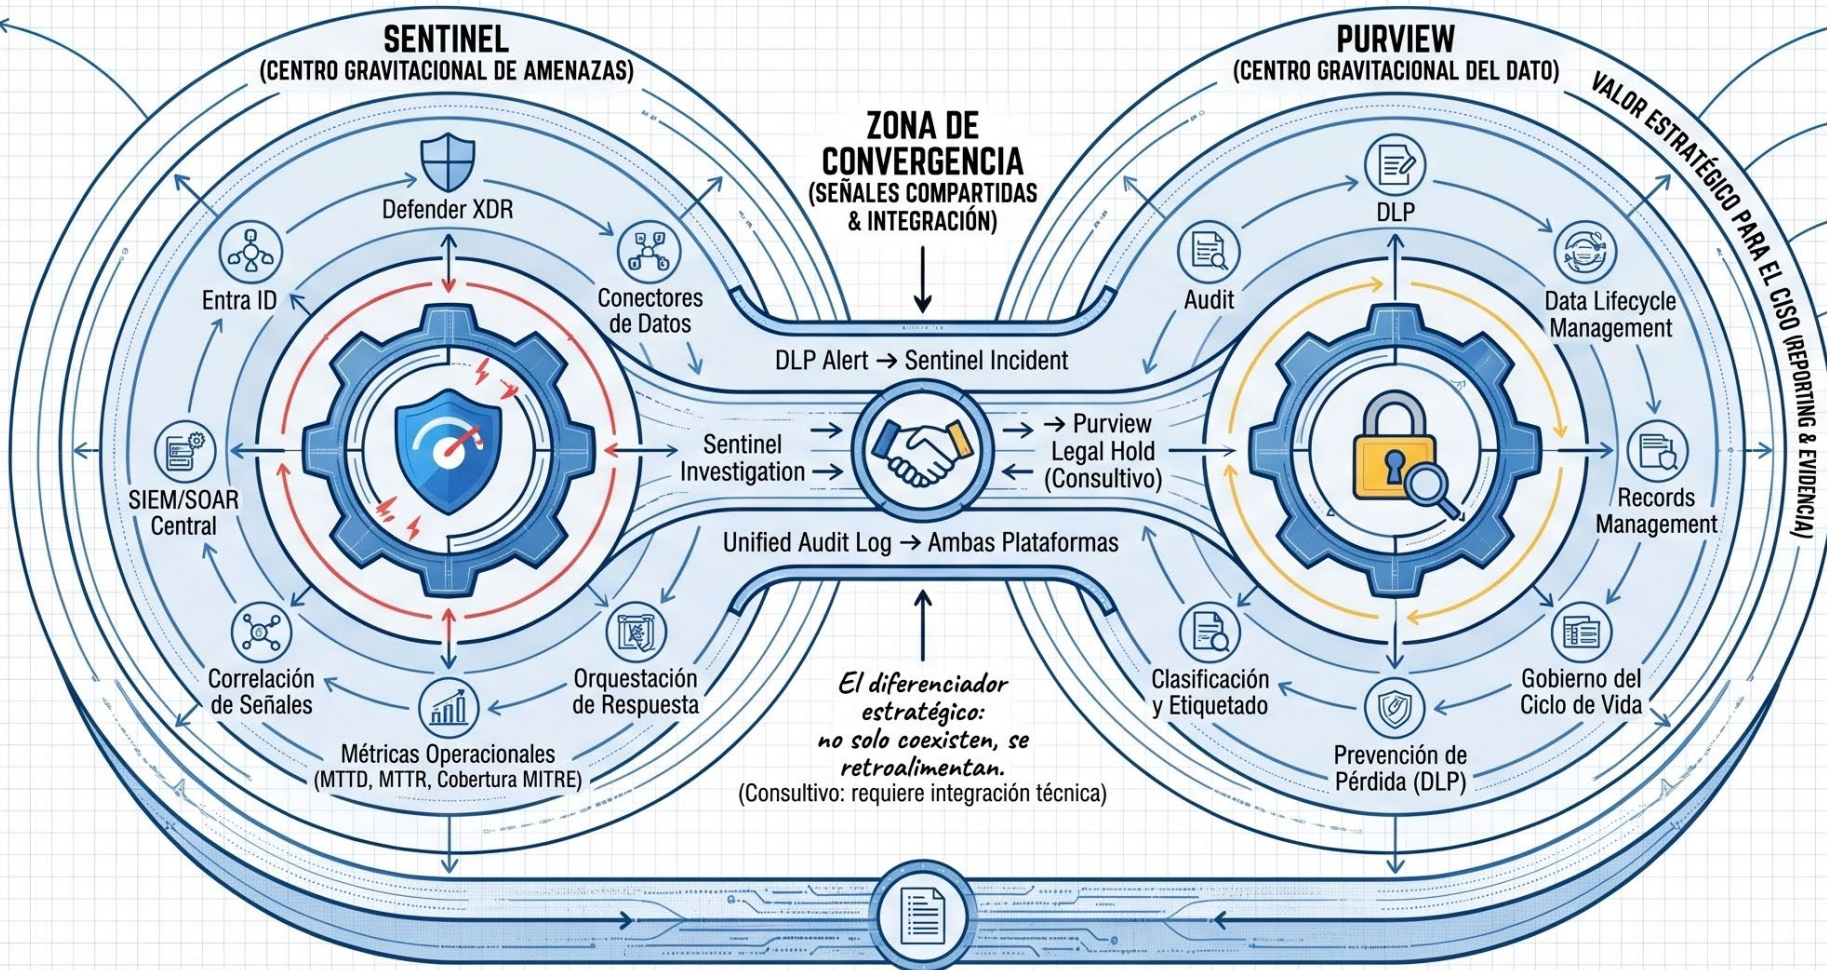 SENTINEL
(CENTRO GRAVITACIONAL DE AMENAZAS)
Defender XDR
Entra ID
Conectores
de Datos
SIEM/SOAR
Central
Correlación
de Señales
Orquestación
de Respuesta
Métricas Operacionales
(MTTD, MTTR, Cobertura MITRE)
ZONA DE
CONVERGENCIA
(SEÑALES COMPARTIDAS
& INTEGRACIÓN)
DLP Alert → Sentinel Incident
Sentinel
Investigation
→ Purview
Legal Hold
(Consultivo)
Unified Audit Log → Ambas Plataformas
El diferenciador
estratégico:
no solo coexisten, se
retroalimentan.
(Consultivo: requiere integración técnica)
PURVIEW
(CENTRO GRAVITACIONAL DEL DATO)
DLP
Audit
Data Lifecycle
Management
Records
Management
Clasificación
y Etiquetado
Gobierno del
Ciclo de Vida
Prevención de
Pérdida (DLP)
VALOR ESTRATÉGICO PARA EL CISO (REPORTING & EVIDENCIA)